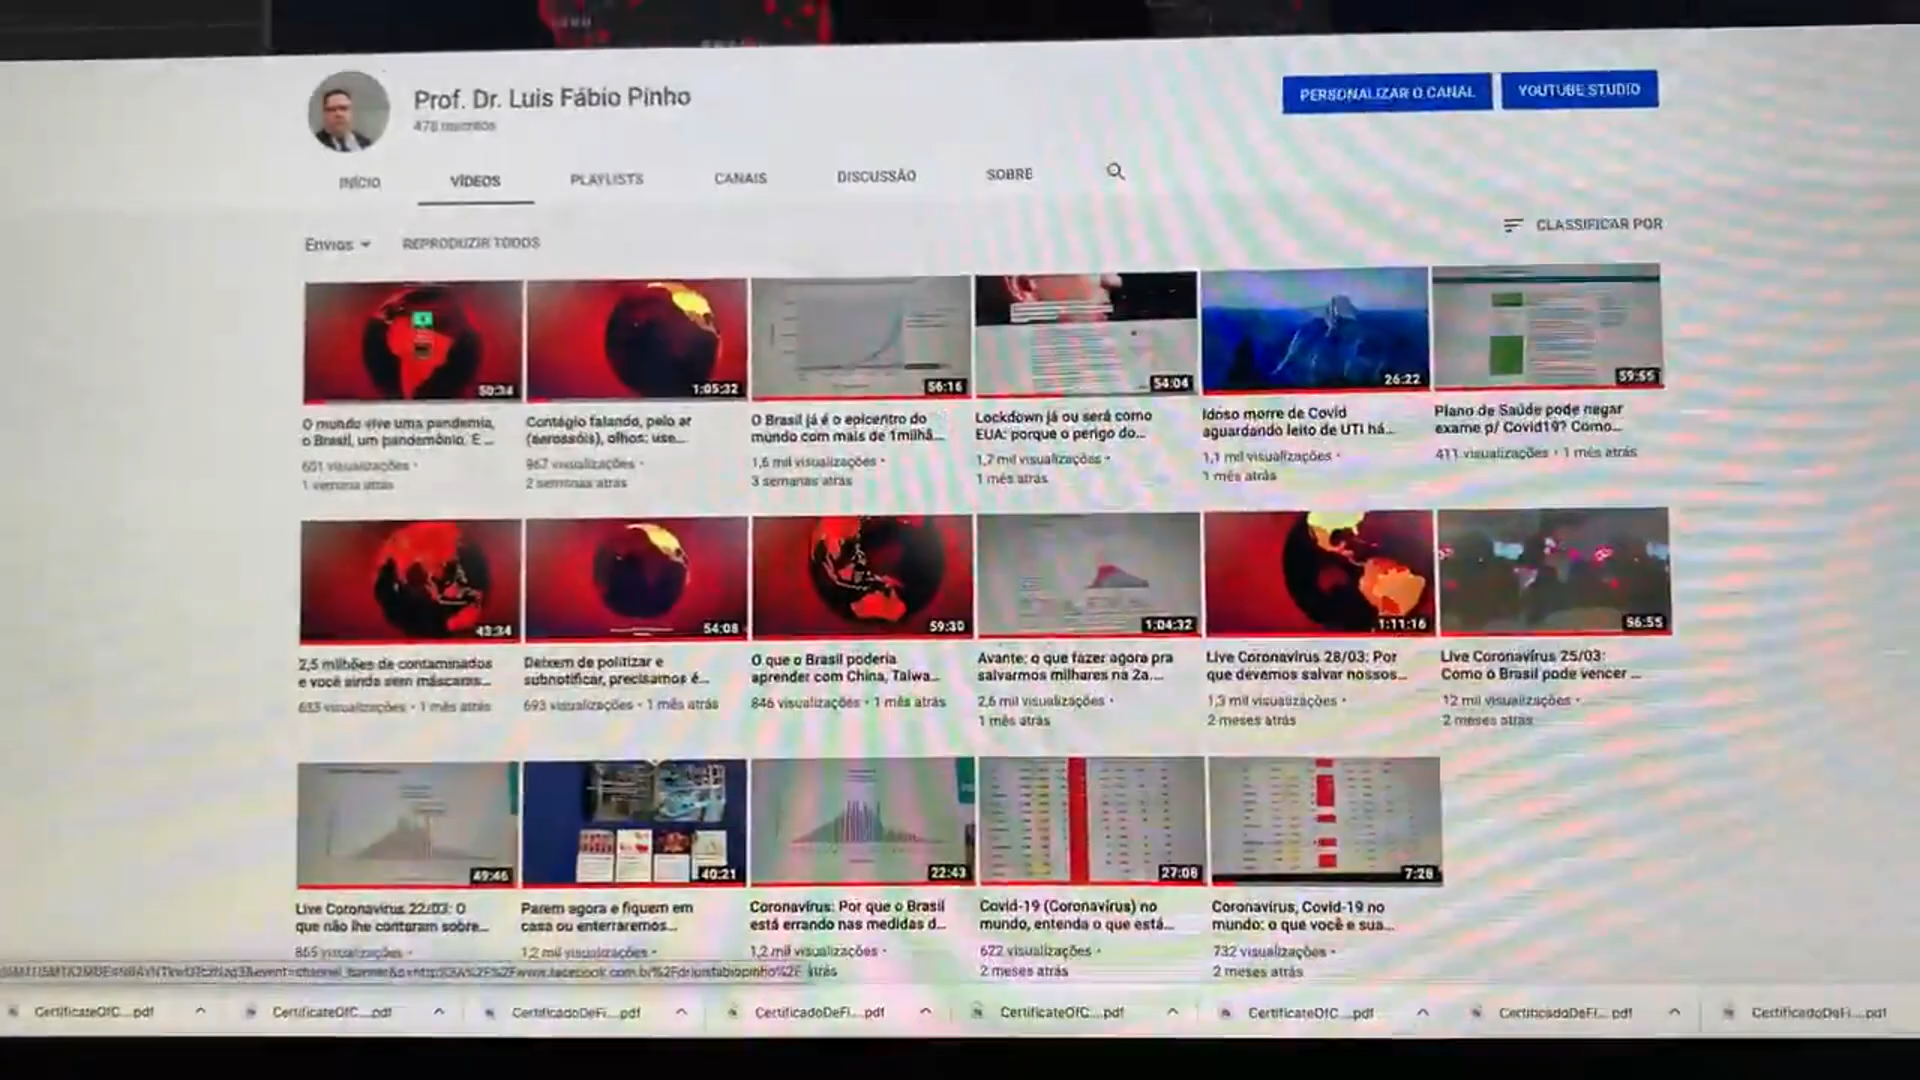 Prof. Dr. Luis Fábio Pinho
PERSONALIZAR O CANAL
YOUTUBE STUDIO
478 inscritos
INÍCIO
VÍDEOS
PLAYLISTS
CANAIS
DISCUSSÃO
SOBRE
Envios
REPRODUZIR TODOS
CLASSIFICAR POR
50:34
1:05:32
56:16
54:04
26:22
59:55
O mundo vive uma pandemia,
o Brasil, um pandemônio. E ...
601 visualizações •
1 semana atrás
Contágio falando, pelo ar
(aerossóis), olhos; use...
967 visualizações •
2 semanas atrás
O Brasil já é o epicentro do
mundo com mais de 1milhã...
1,6 mil visualizações •
3 semanas atrás
Lockdown já ou será como
EUA: porque o perigo do...
1,7 mil visualizações •
1 mês atrás
Idoso morre de Covid
aguardando leito de UTI há...
1,1 mil visualizações •
1 mês atrás
Plano de Saúde pode negar
exame p/ Covid19? Como...
411 visualizações • 1 mês atrás
43:34
54:08
59:30
1:04:32
1:11:16
56:55
2,5 milhões de contaminados
e você ainda sem máscaras...
633 visualizações • 1 mês atrás
Deixem de politizar e
subnotificar, precisamos é...
693 visualizações • 1 mês atrás
O que o Brasil poderia
aprender com China, Taiwa...
846 visualizações • 1 mês atrás
Avante: o que fazer agora pra
salvarmos milhares na 2a....
2,6 mil visualizações •
1 mês atrás
Live Coronavírus 28/03: Por
que devemos salvar nossos...
1,3 mil visualizações •
2 meses atrás
Live Coronavírus 25/03:
Como o Brasil pode vencer ...
12 mil visualizações •
2 meses atrás
49:46
40:21
22:43
27:08
7:28
Live Coronavírus 22/03: O
que não lhe contaram sobre...
865 visualizações •
Parem agora e fiquem em
casa ou enterraremos...
1,2 mil visualizações •
Coronavírus: Por que o Brasil
está errando nas medidas d...
1,2 mil visualizações •
atrás
Covid-19 (Coronavírus) no
mundo, entenda o que está...
622 visualizações •
2 meses atrás
Coronavírus, Covid-19 no
mundo: o que você e sua...
732 visualizações •
2 meses atrás
CertificateOfC....pdf
CertificateOfC....pdf
CertificadoDeFi....pdf
CertificadoDeFi....pdf
CertificateOfC....pdf
CertificateOfC....pdf
CertificadoDeFi....pdf
CertificadoDeFi....pdf